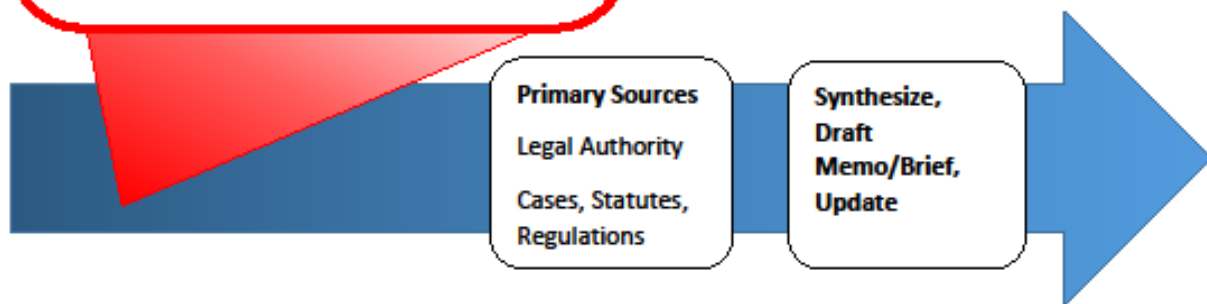 Primary Sources
Legal Authority
Cases, Statutes,
Regulations
Synthesize,
Draft
Memo/Brief,
Update